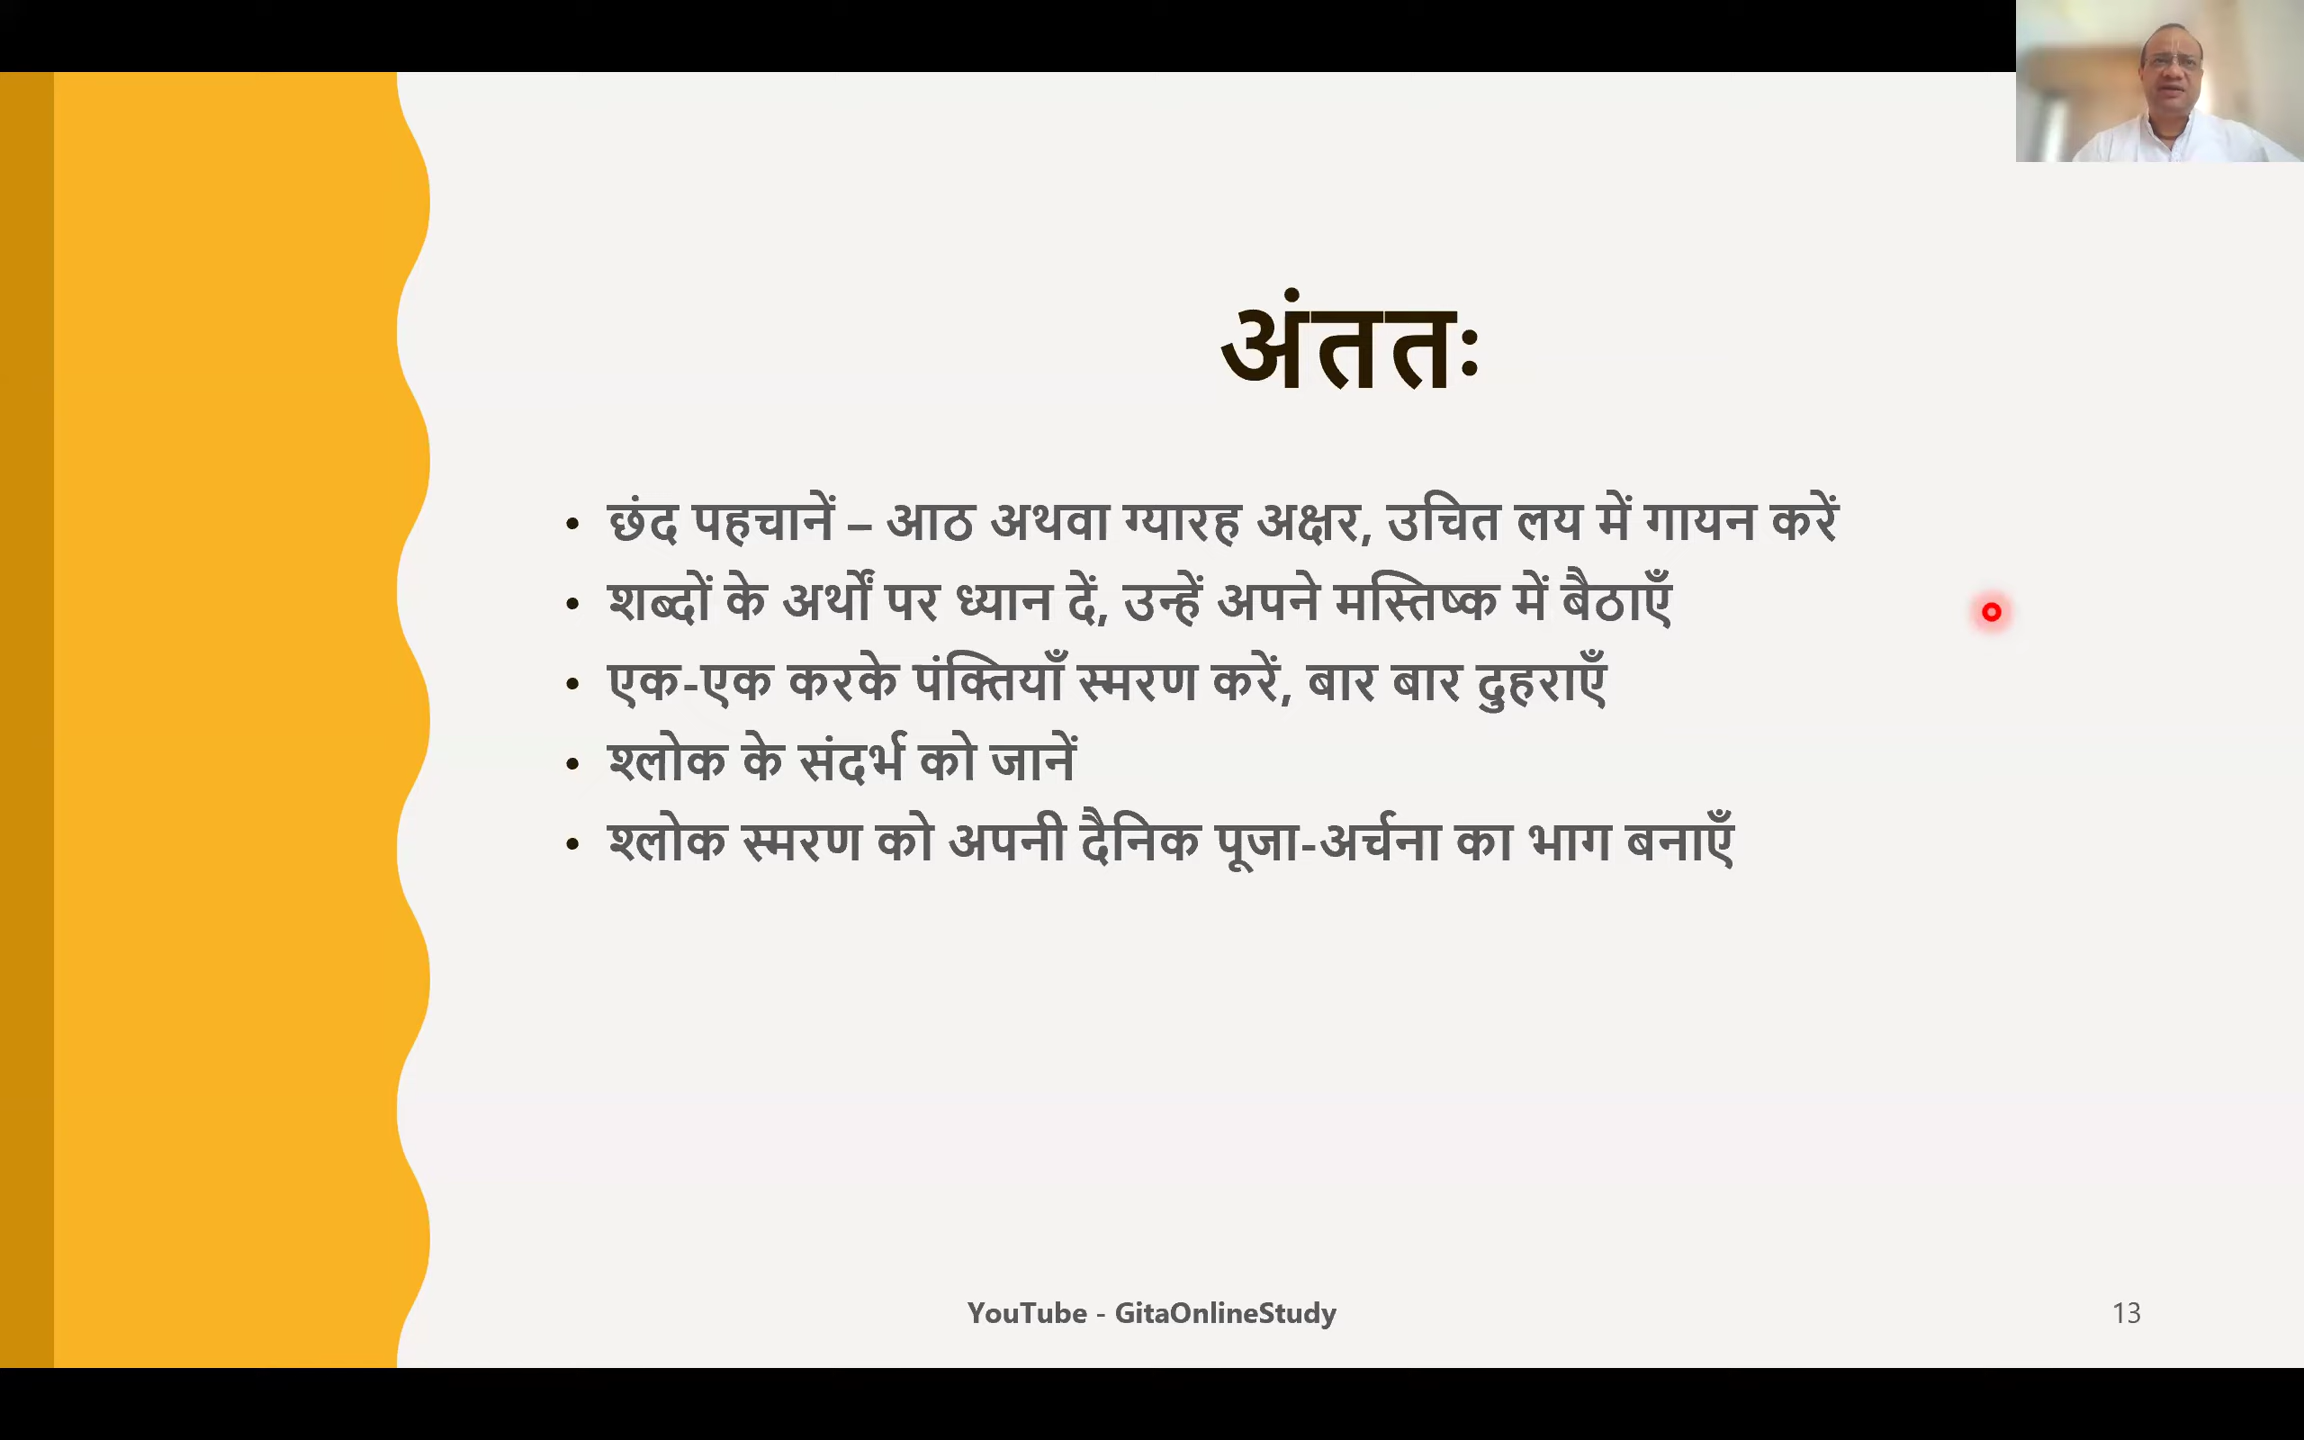 अंततः
• छंद पहचानें – आठ अथवा ग्यारह अक्षर, उचित लय में गायन करें
• शब्दों के अर्थों पर ध्यान दें, उन्हें अपने मस्तिष्क में बैठाएँ
• एक-एक करके पंक्तियाँ स्मरण करें, बार बार दुहराएँ
• श्लोक के संदर्भ को जानें
• श्लोक स्मरण को अपनी दैनिक पूजा-अर्चना का भाग बनाएँ
YouTube - GitaOnlineStudy
13